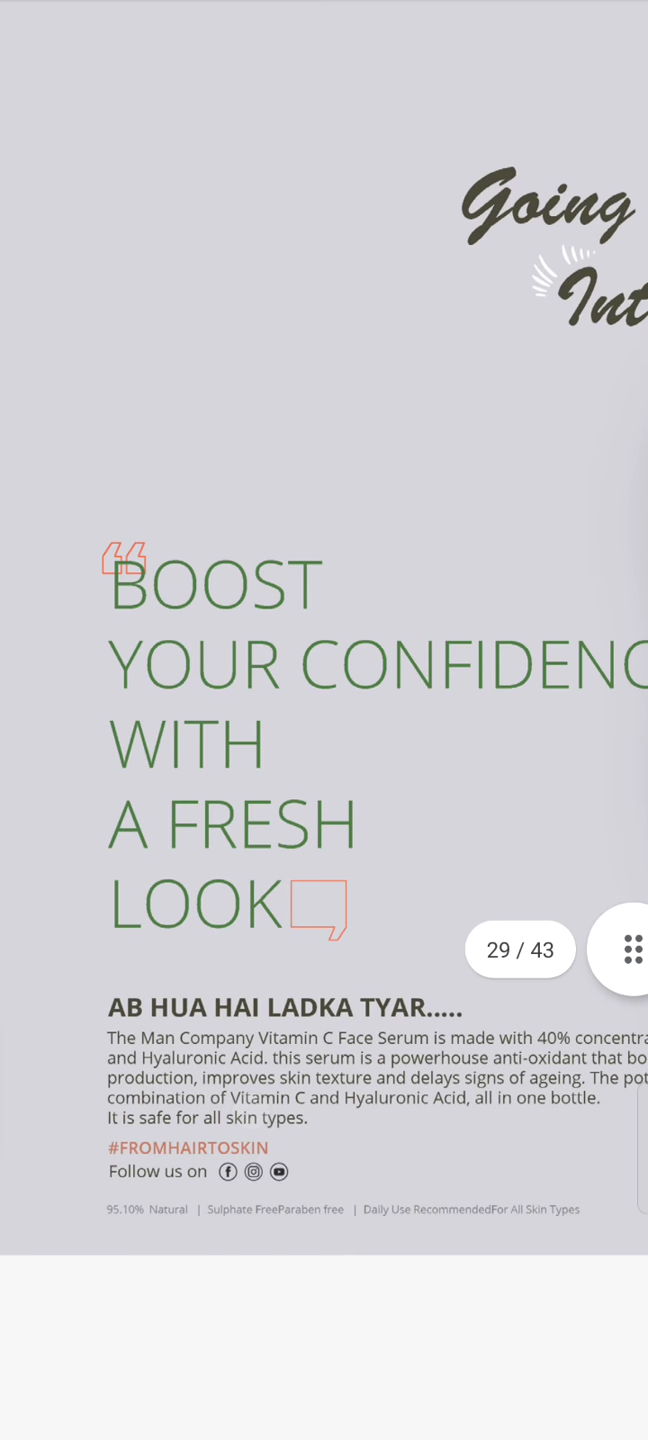 Going
Int
“BOOST
YOUR CONFIDENC
WITH
A FRESH
LOOK”
29 / 43
AB HUA HAI LADKA TYAR.....
The Man Company Vitamin C Face Serum is made with 40% concentra
and Hyaluronic Acid. this serum is a powerhouse anti-oxidant that bo
production, improves skin texture and delays signs of ageing. The pot
combination of Vitamin C and Hyaluronic Acid, all in one bottle.
It is safe for all skin types.
#FROMHAIRTOSKIN
Follow us on
95.10% Natural | Sulphate FreeParaben free | Daily Use RecommendedFor All Skin Types